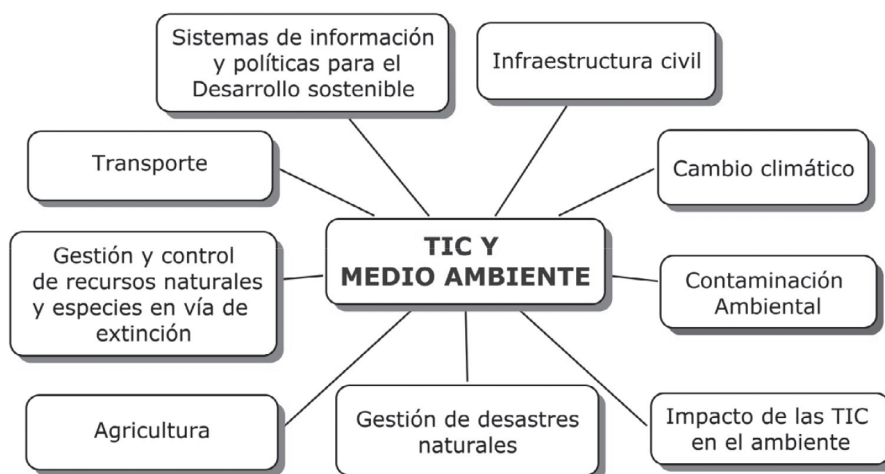 Sistemas de información
y políticas para el
Desarrollo sostenible
Infraestructura civil
Transporte
Cambio climático
TIC Y
MEDIO AMBIENTE
Gestión y control
de recursos naturales
y especies en vía de
extinción
Contaminación
Ambiental
Agricultura
Gestión de desastres
naturales
Impacto de las TIC
en el ambiente